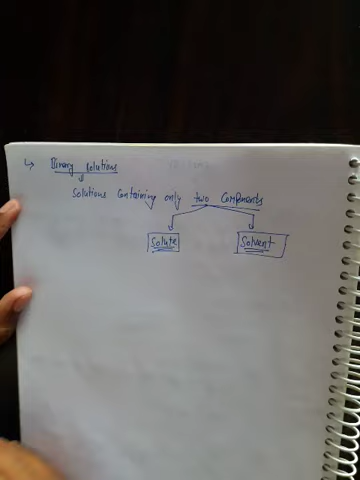 ↳ Binary solutions
↓
Solutions Containing only two Components
Solute Solvent